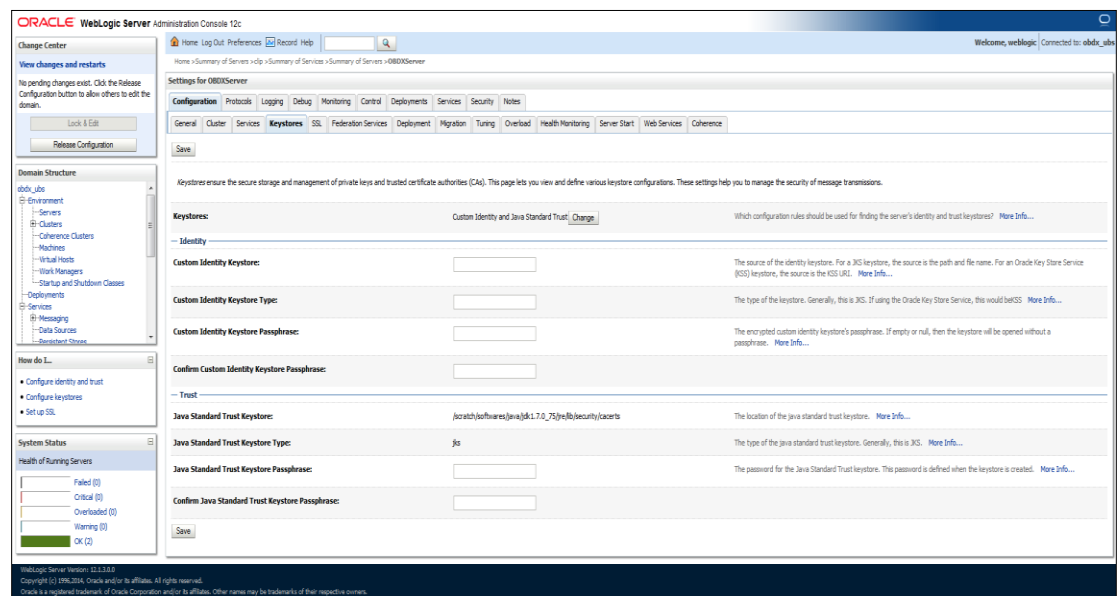 ORACLE WebLogic Server Administration Console 12c
Change Center
View changes and restarts
No pending changes exist. Click the Release
Configuration button to allow others to edit the
domain.
Lock & Edit
Release Configuration
Domain Structure
obdx_ubs
Environment
Servers
Clusters
Coherence Clusters
Machines
Virtual Hosts
Work Managers
Startup and Shutdown Classes
Deployments
Services
Messaging
Data Sources
Persistent Stores
How do I...
Configure identity and trust
Configure keystores
Set up SSL
System Status
Health of Running Servers
Failed (0)
Critical (0)
Overloaded (0)
Warning (0)
OK (2)
Home Log Out Preferences Record Help
Welcome, weblogic Connected to: obdx_ubs
Home >Summary of Servers >clip >Summary of Services >Summary of Servers >OBDXServer
Settings for OBDXServer
Configuration Protocols Logging Debug Monitoring Control Deployments Services Security Notes
General Cluster Services Keystores SSL Federation Services Deployment Migration Tuning Overload Health Monitoring Server Start Web Services Coherence
Save
Keystores ensure the secure storage and management of private keys and trusted certificate authorities (CAs). This page lets you view and define various keystore configurations. These settings help you to manage the security of message transmissions.
Keystores: Custom Identity and Java Standard Trust Change Which configuration rules should be used for finding the server's identity and trust keystores? More Info...
Identity
Custom Identity Keystore: The source of the identity keystore. For a JKS keystore, the source is the path and file name. For an Oracle Key Store Service
(KSS) keystore, the source is the KSS URI. More Info...
Custom Identity Keystore Type: The type of the keystore. Generally, this is JKS. If using the Oracle Key Store Service, this would beKSS More Info...
Custom Identity Keystore Passphrase: The encrypted custom identity keystore's passphrase. If empty or null, then the keystore will be opened without a
passphrase. More Info...
Confirm Custom Identity Keystore Passphrase:
Trust
Java Standard Trust Keystore: /scratch/softwares/java/jdk1.7.0_75/jre/lib/security/cacerts The location of the java standard trust keystore. More Info...
Java Standard Trust Keystore Type: jks The type of the java standard trust keystore. Generally, this is JKS. More Info...
Java Standard Trust Keystore Passphrase: The password for the Java Standard Trust keystore. This password is defined when the keystore is created. More Info...
Confirm Java Standard Trust Keystore Passphrase:
Save
WebLogic Server Version: 12.1.3.0.0
Copyright (c) 1996,2014, Oracle and/or its affiliates. All rights reserved.
Oracle is a registered trademark of Oracle Corporation and/or its affiliates. Other names may be trademarks of their respective owners.